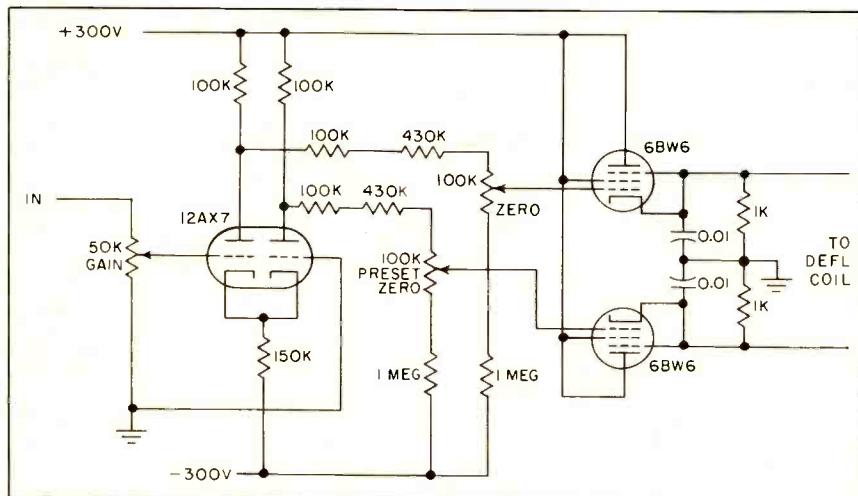 +300V
100K
100K
100K
430K
6BW6
100K
ZERO
IN
100K
430K
12AX7
50K
GAIN
100K
PRESET
ZERO
0.01
1K
TO
DEFL
COIL
0.01
1K
150K
1 MEG
1 MEG
6BW6
-300V